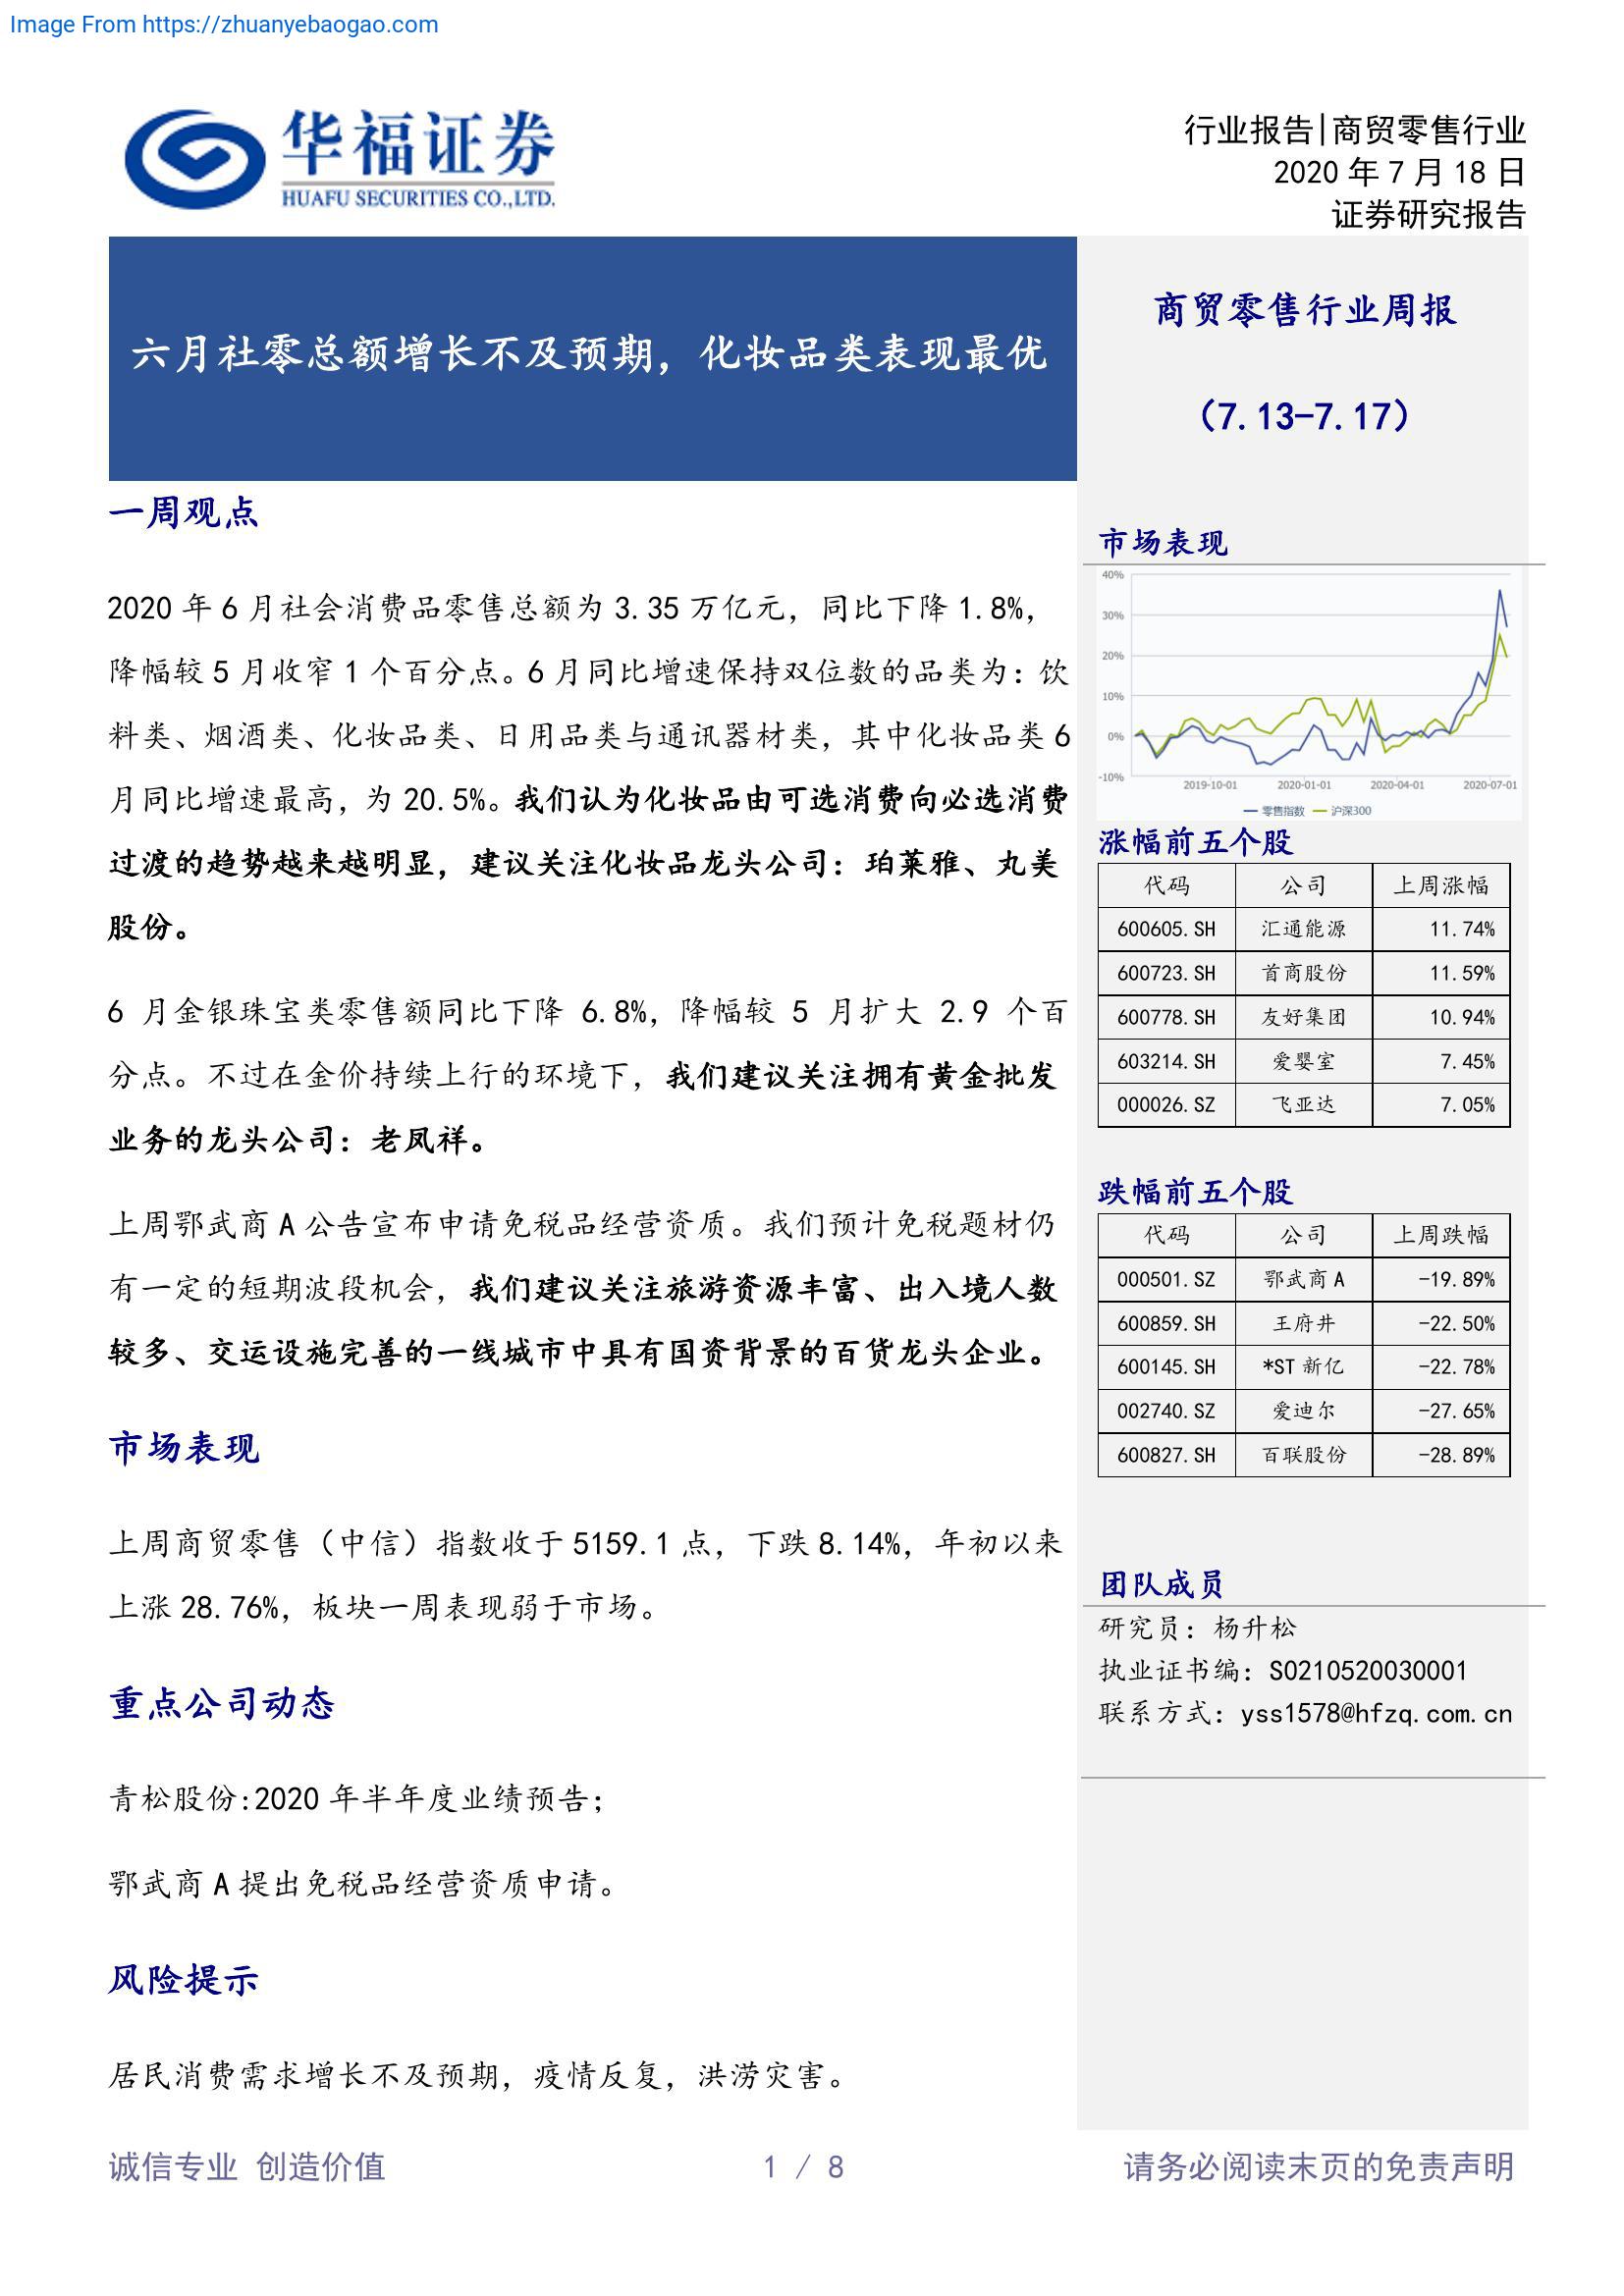 Image From https://zhuanyebaogao.com
华福证券
HUAFU SECURITIES CO.,LTD.
行业报告|商贸零售行业
2020 年 7 月 18 日
证券研究报告
六月社零总额增长不及预期，化妆品类表现最优
商贸零售行业周报
（7.13-7.17）
一周观点
2020 年 6 月社会消费品零售总额为 3.35 万亿元，同比下降 1.8%，
降幅较 5 月收窄 1 个百分点。6 月同比增速保持双位数的品类为：饮
料类、烟酒类、化妆品类、日用品类与通讯器材类，其中化妆品类 6
月同比增速最高，为 20.5%。我们认为化妆品由可选消费向必选消费
过渡的趋势越来越明显，建议关注化妆品龙头公司：珀莱雅、丸美
股份。
6 月金银珠宝类零售额同比下降 6.8%，降幅较 5 月扩大 2.9 个百
分点。不过在金价持续上行的环境下，我们建议关注拥有黄金批发
业务的龙头公司：老凤祥。
上周鄂武商 A 公告宣布申请免税品经营资质。我们预计免税题材仍
有一定的短期波段机会，我们建议关注旅游资源丰富、出入境人数
较多、交运设施完善的一线城市中具有国资背景的百货龙头企业。
市场表现
上周商贸零售（中信）指数收于 5159.1 点，下跌 8.14%，年初以来
上涨 28.76%，板块一周表现弱于市场。
重点公司动态
青松股份:2020 年半年度业绩预告；
鄂武商 A 提出免税品经营资质申请。
风险提示
居民消费需求增长不及预期，疫情反复，洪涝灾害。
市场表现
40%
30%
20%
10%
0%
-10%
2019-10-01 2020-01-01 2020-04-01 2020-07-01
零售指数 沪深300
涨幅前五个股
代码 公司 上周涨幅
600605.SH 汇通能源 11.74%
600723.SH 首商股份 11.59%
600778.SH 友好集团 10.94%
603214.SH 爱婴室 7.45%
000026.SZ 飞亚达 7.05%
跌幅前五个股
代码 公司 上周跌幅
000501.SZ 鄂武商 A -19.89%
600859.SH 王府井 -22.50%
600145.SH *ST 新亿 -22.78%
002740.SZ 爱迪尔 -27.65%
600827.SH 百联股份 -28.89%
团队成员
研究员：杨升松
执业证书编：S0210520030001
联系方式：yss1578@hfzq.com.cn
诚信专业 创造价值
1 / 8
请务必阅读末页的免责声明